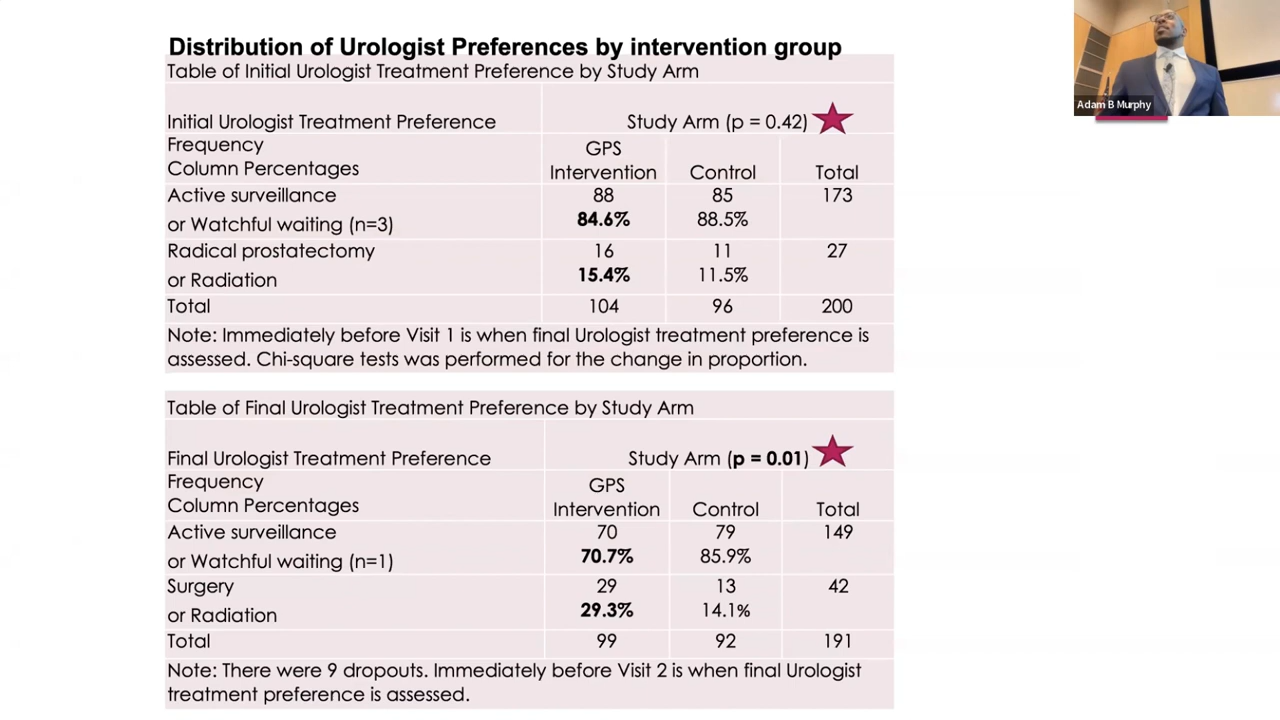 Distribution of Urologist Preferences by intervention group
Table of Initial Urologist Treatment Preference by Study Arm
Initial Urologist Treatment Preference Study Arm (p = 0.42)
Frequency
Column Percentages
GPS
Intervention Control Total
Active surveillance 88 85 173
or Watchful waiting (n=3) 84.6% 88.5%
Radical prostatectomy 16 11 27
or Radiation 15.4% 11.5%
Total 104 96 200
Note: Immediately before Visit 1 is when final Urologist treatment preference is
assessed. Chi-square tests was performed for the change in proportion.
Table of Final Urologist Treatment Preference by Study Arm
Final Urologist Treatment Preference Study Arm (p = 0.01)
Frequency
Column Percentages
GPS
Intervention Control Total
Active surveillance 70 79 149
or Watchful waiting (n=1) 70.7% 85.9%
Surgery 29 13 42
or Radiation 29.3% 14.1%
Total 99 92 191
Note: There were 9 dropouts. Immediately before Visit 2 is when final Urologist
treatment preference is assessed.
Adam B Murphy